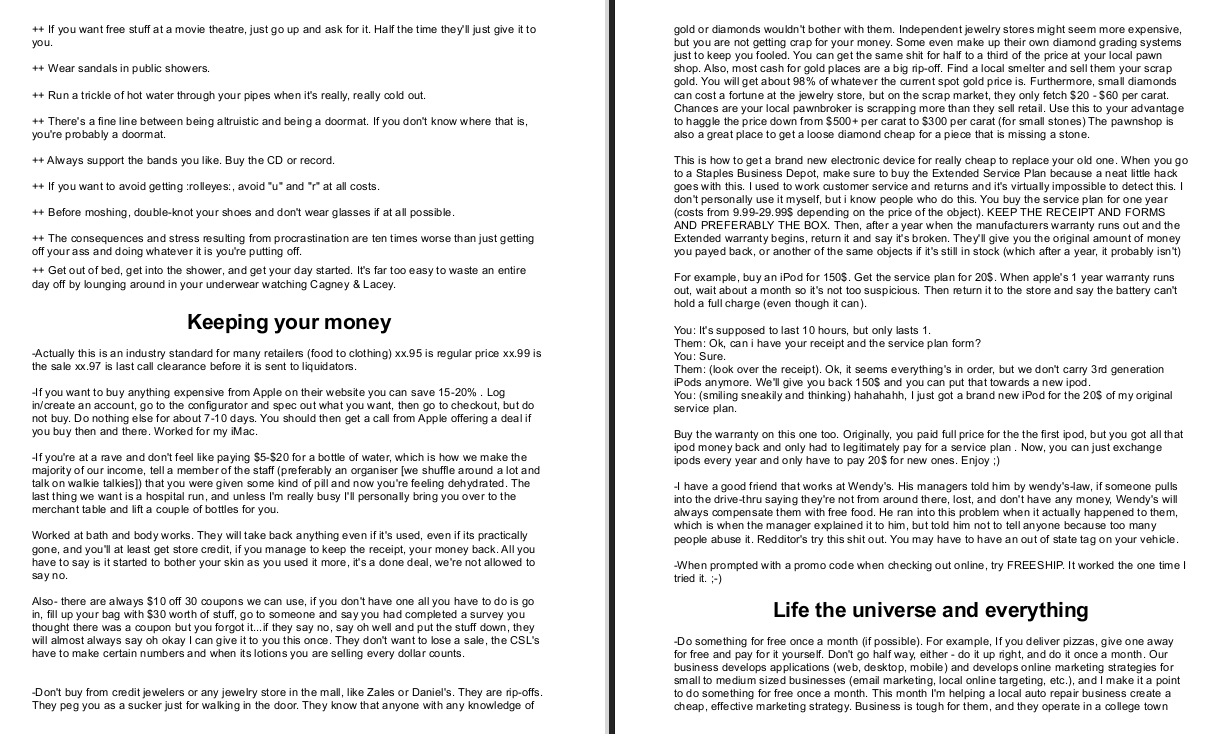 ++ If you want free stuff at a movie theatre, just go up and ask for it. Half the time they'll just give it to
you.
++ Wear sandals in public showers.
++ Run a trickle of hot water through your pipes when it's really, really cold out.
++ There's a fine line between being altruistic and being a doormat. If you don't know where that is,
you're probably a doormat.
++ Always support the bands you like. Buy the CD or record.
++ If you want to avoid getting :rolleyes:, avoid "u" and "r" at all costs.
++ Before moshing, double-knot your shoes and don't wear glasses if at all possible.
++ The consequences and stress resulting from procrastination are ten times worse than just getting
off your ass and doing whatever it is you're putting off.
++ Get out of bed, get into the shower, and get your day started. It's far too easy to waste an entire
day off by lounging around in your underwear watching Cagney & Lacey.
Keeping your money
-Actually this is an industry standard for many retailers (food to clothing) xx.95 is regular price xx.99 is
the sale xx.97 is last call clearance before it is sent to liquidators.
-If you want to buy anything expensive from Apple on their website you can save 15-20% . Log
in/create an account, go to the configurator and spec out what you want, then go to checkout, but do
not buy. Do nothing else for about 7-10 days. You should then get a call from Apple offering a deal if
you buy then and there. Worked for my iMac.
-If you're at a rave and don't feel like paying $5-$20 for a bottle of water, which is how we make the
majority of our income, tell a member of the staff (preferably an organiser [we shuffle around a lot and
talk on walkie talkies]) that you were given some kind of pill and now you're feeling dehydrated. The
last thing we want is a hospital run, and unless I'm really busy I'll personally bring you over to the
merchant table and lift a couple of bottles for you.
Worked at bath and body works. They will take back anything even if it's used, even if its practically
gone, and you'll at least get store credit, if you manage to keep the receipt, your money back. All you
have to say is it started to bother your skin as you used it more, it's a done deal, we're not allowed to
say no.
Also- there are always $10 off 30 coupons we can use, if you don't have one all you have to do is go
in, fill up your bag with $30 worth of stuff, go to someone and say you had completed a survey you
thought there was a coupon but you forgot it...if they say no, say oh well and put the stuff down, they
will almost always say oh okay I can give it to you this once. They don't want to lose a sale, the CSL's
have to make certain numbers and when its lotions you are selling every dollar counts.
-Don't buy from credit jewelers or any jewelry store in the mall, like Zales or Daniel's. They are rip-offs.
They peg you as a sucker just for walking in the door. They know that anyone with any knowledge of
gold or diamonds wouldn't bother with them. Independent jewelry stores might seem more expensive,
but you are not getting crap for your money. Some even make up their own diamond grading systems
just to keep you fooled. You can get the same shit for half to a third of the price at your local pawn
shop. Also, most cash for gold places are a big rip-off. Find a local smelter and sell them your scrap
gold. You will get about 98% of whatever the current spot gold price is. Furthermore, small diamonds
can cost a fortune at the jewelry store, but on the scrap market, they only fetch $20 - $60 per carat.
Chances are your local pawnbroker is scrapping more than they sell retail. Use this to your advantage
to haggle the price down from $500+ per carat to $300 per carat (for small stones) The pawnshop is
also a great place to get a loose diamond cheap for a piece that is missing a stone.
This is how to get a brand new electronic device for really cheap to replace your old one. When you go
to a Staples Business Depot, make sure to buy the Extended Service Plan because a neat little hack
goes with this. I used to work customer service and returns and it's virtually impossible to detect this. I
don't personally use it myself, but i know people who do this. You buy the service plan for one year
(costs from 9.99-29.99$ depending on the price of the object). KEEP THE RECEIPT AND FORMS
AND PREFERABLY THE BOX. Then, after a year when the manufacturers warranty runs out and the
Extended warranty begins, return it and say it's broken. They'll give you the original amount of money
you payed back, or another of the same objects if it's still in stock (which after a year, it probably isn't)
For example, buy an iPod for 150$. Get the service plan for 20$. When apple's 1 year warranty runs
out, wait about a month so it's not too suspicious. Then return it to the store and say the battery can't
hold a full charge (even though it can).
You: It's supposed to last 10 hours, but only lasts 1.
Them: Ok, can i have your receipt and the service plan form?
You: Sure.
Them: (look over the receipt). Ok, it seems everything's in order, but we don't carry 3rd generation
iPods anymore. We'll give you back 150$ and you can put that towards a new ipod.
You: (smiling sneakily and thinking) hahahahh, I just got a brand new iPod for the 20$ of my original
service plan.
Buy the warranty on this one too. Originally, you paid full price for the the first ipod, but you got all that
ipod money back and only had to legitimately pay for a service plan . Now, you can just exchange
ipods every year and only have to pay 20$ for new ones. Enjoy ;)
-I have a good friend that works at Wendy's. His managers told him by wendy's-law, if someone pulls
into the drive-thru saying they're not from around there, lost, and don't have any money, Wendy's will
always compensate them with free food. He ran into this problem when it actually happened to them,
which is when the manager explained it to him, but told him not to tell anyone because too many
people abuse it. Redditor's try this shit out. You may have to have an out of state tag on your vehicle.
-When prompted with a promo code when checking out online, try FREESHIP. It worked the one time I
tried it. ;-)
Life the universe and everything
-Do something for free once a month (if possible). For example, If you deliver pizzas, give one away
for free and pay for it yourself. Don't go half way, either - do it up right, and do it once a month. Our
business develops applications (web, desktop, mobile) and develops online marketing strategies for
small to medium sized businesses (email marketing, local online targeting, etc.), and I make it a point
to do something for free once a month. This month I'm helping a local auto repair business create a
cheap, effective marketing strategy. Business is tough for them, and they operate in a college town